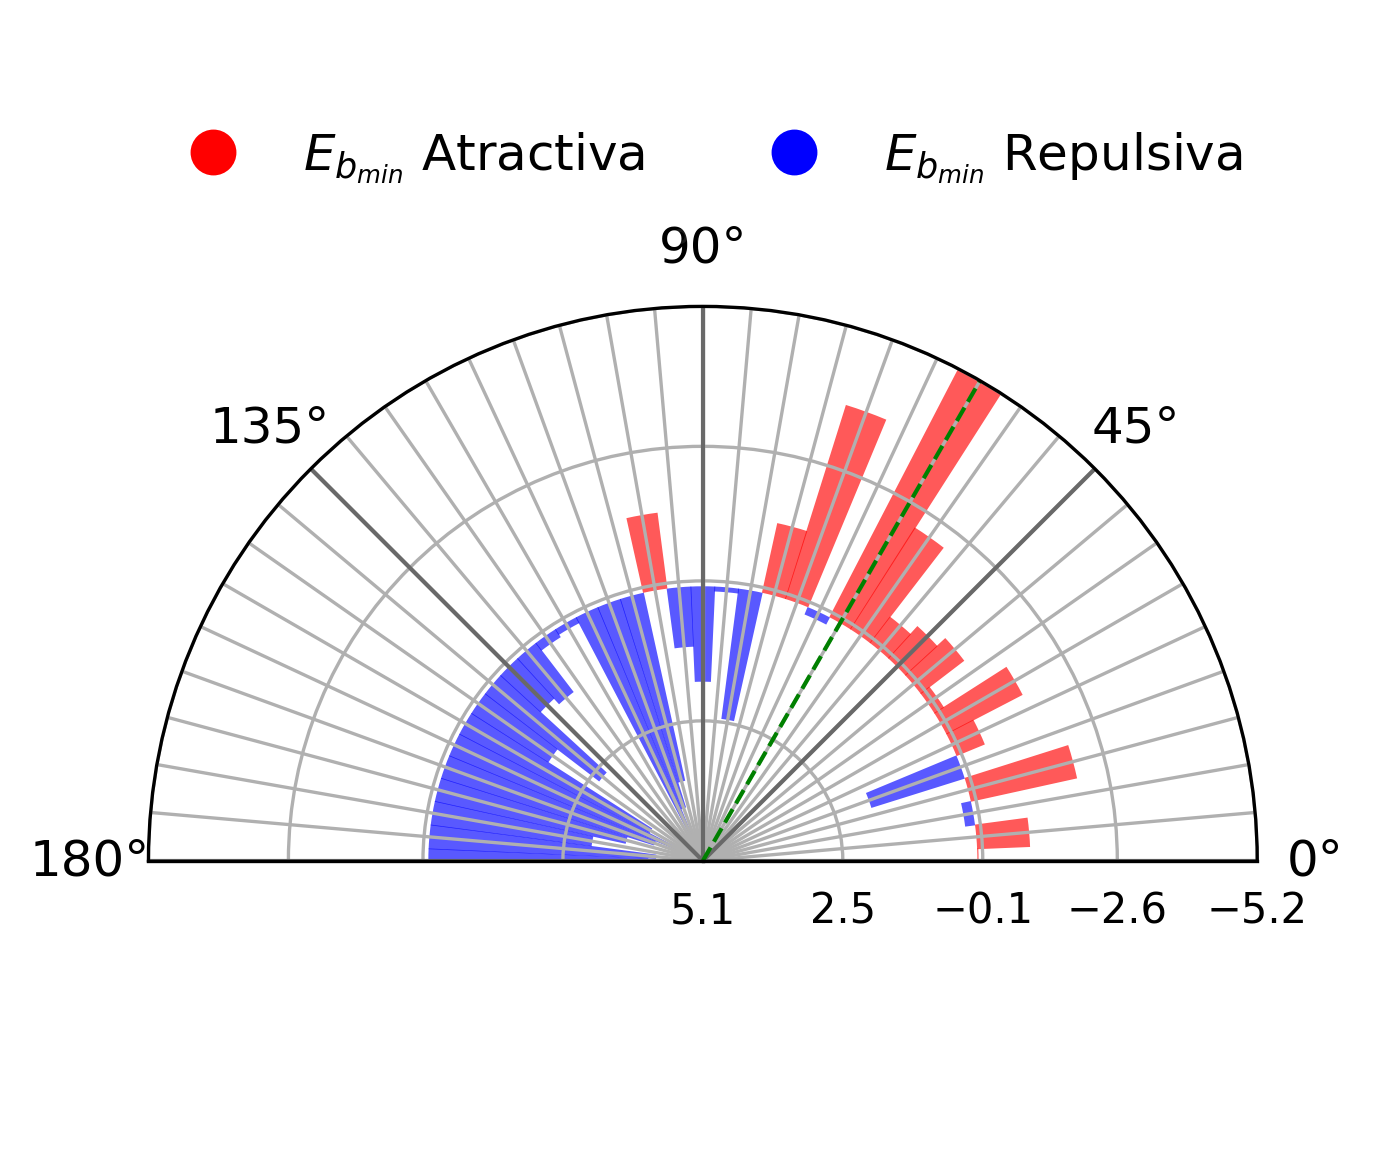 E_{b_{min}} Atractiva E_{b_{min}} Repulsiva
90°
135° 45°
180° 0°
5.1 2.5 −0.1 −2.6 −5.2